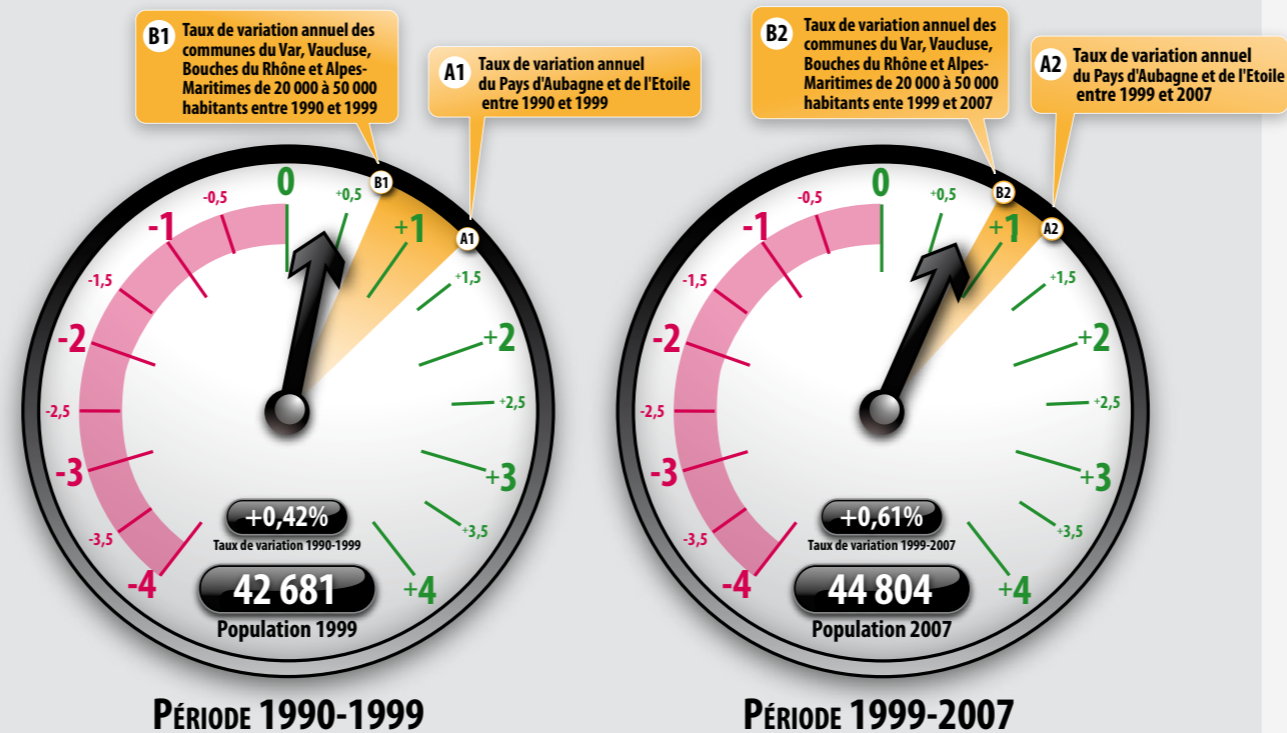 B1
Taux de variation annuel des
communes du Var, Vaucluse,
Bouches du Rhône et Alpes-
Maritimes de 20 000 à 50 000
habitants entre 1990 et 1999
A1
Taux de variation annuel
du Pays d'Aubagne et de l'Etoile
entre 1990 et 1999
0
B1
+0,5
+1
A1
+1,5
+2
+2,5
+3
+3,5
+4
-0,5
-1
-1,5
-2
-2,5
-3
-3,5
-4
+0,42%
Taux de variation 1990-1999
42 681
Population 1999
PÉRIODE 1990-1999
B2
Taux de variation annuel des
communes du Var, Vaucluse,
Bouches du Rhône et Alpes-
Maritimes de 20 000 à 50 000
habitants ente 1999 et 2007
A2
Taux de variation annuel
du Pays d'Aubagne et de l'Etoile
entre 1999 et 2007
0
+0,5
B2
+1
A2
+1,5
+2
+2,5
+3
+3,5
+4
-0,5
-1
-1,5
-2
-2,5
-3
-3,5
-4
+0,61%
Taux de variation 1999-2007
44 804
Population 2007
PÉRIODE 1999-2007